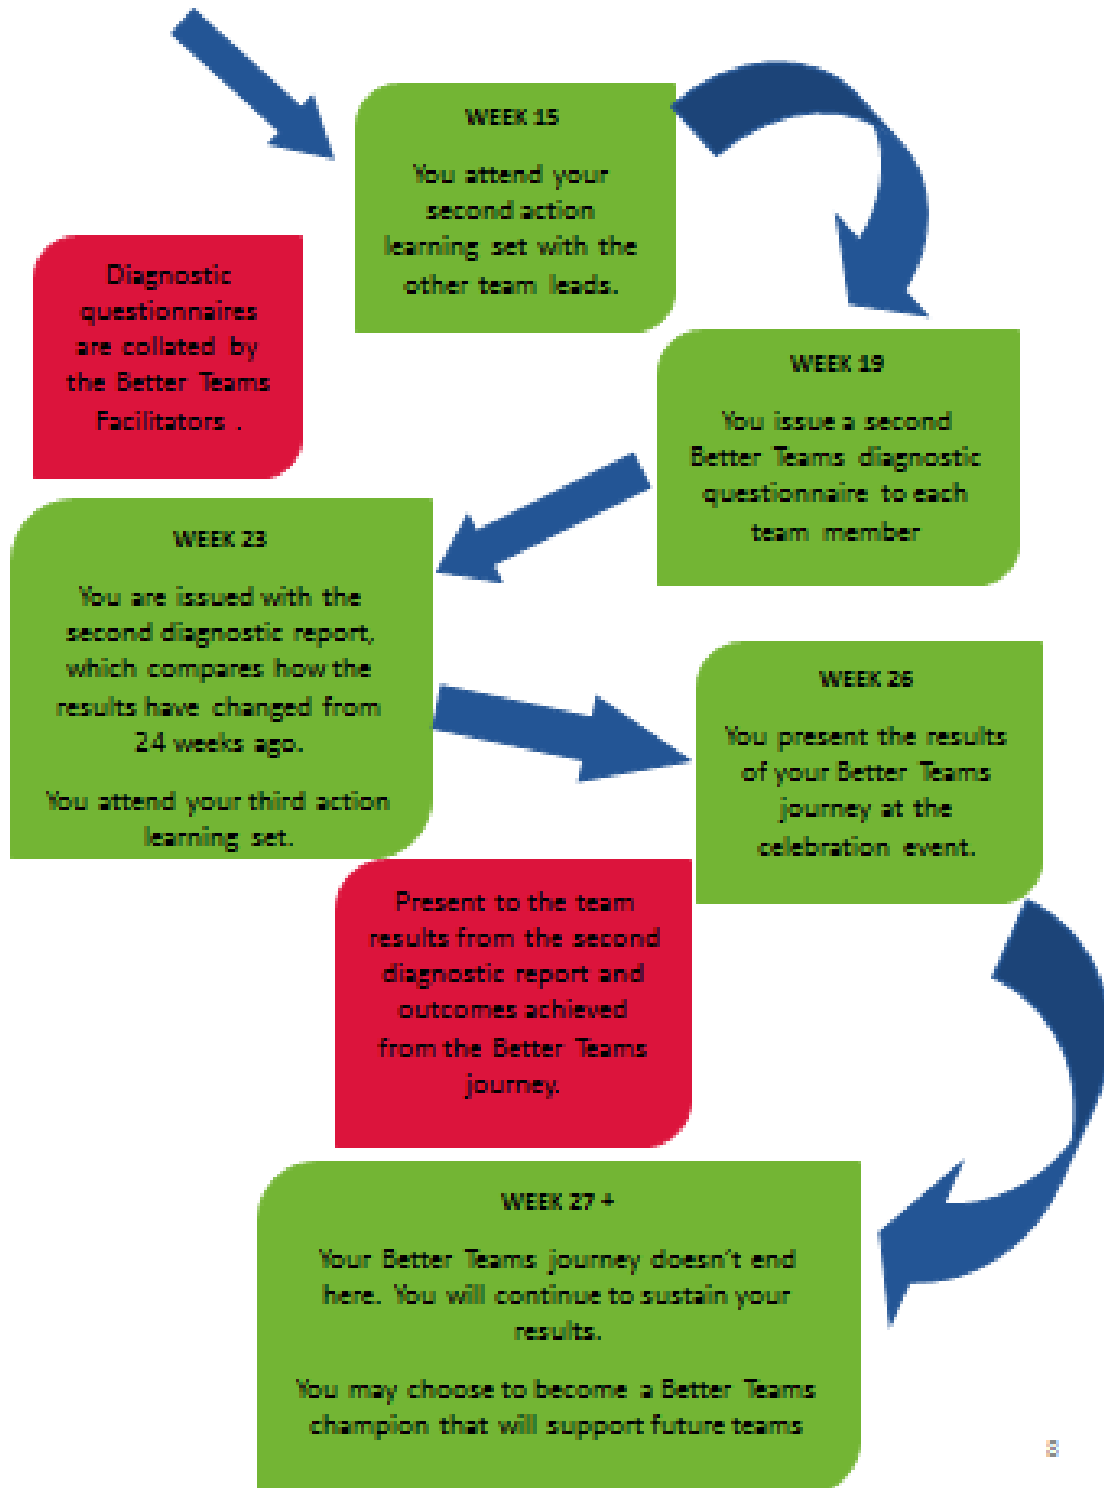 WEEK 15
You attend your
second action
learning set with the
other team leads.
Diagnostic
questionnaires
are collated by
the Better Teams
Facilitators .
WEEK 19
You issue a second
Better Teams diagnostic
questionnaire to each
team member
WEEK 23
You are issued with the
second diagnostic report,
which compares how the
results have changed from
24 weeks ago.
You attend your third action
learning set.
WEEK 26
You present the results
of your Better Teams
journey at the
celebration event.
Present to the team
results from the second
diagnostic report and
outcomes achieved
from the Better Teams
journey.
WEEK 27 +
Your Better Teams journey doesn’t end
here. You will continue to sustain your
results.
You may choose to become a Better Teams
champion that will support future teams
8